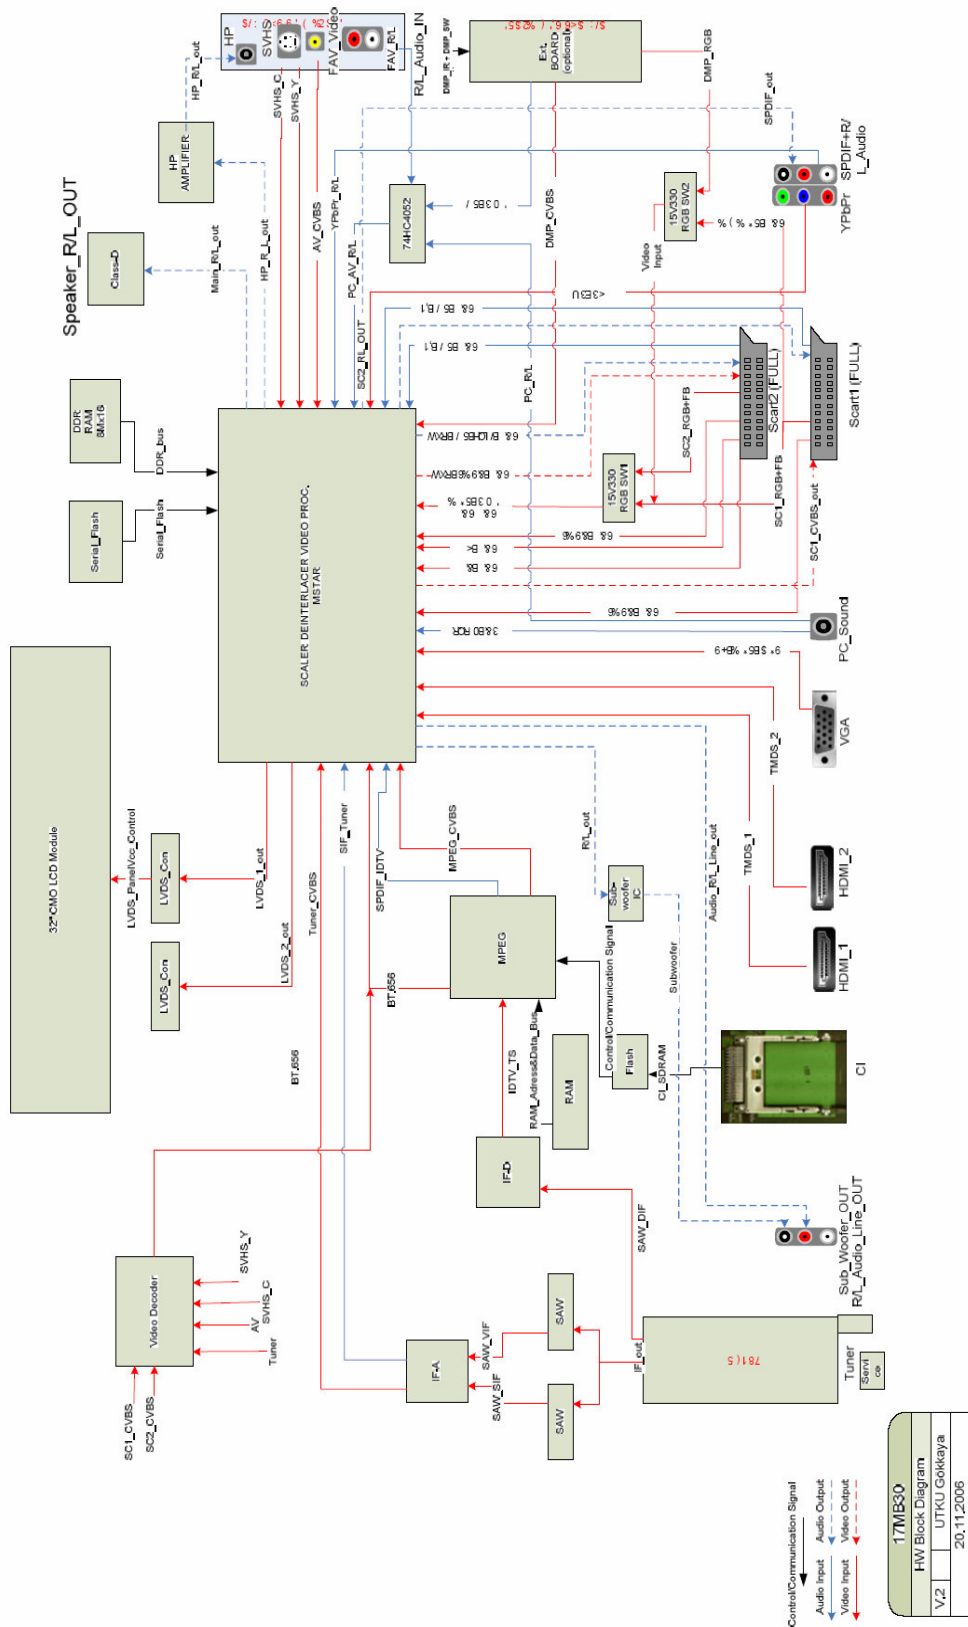 HP
SVHS
FAV_Video
FAV_R/L
R/L_Audio_IN
HP_R/L_out
SVHS_C
SVHS_Y
HP
AMPLIFIER
Speaker_R/L_OUT
Class-D
Main_R/L_out
HP_R_L_out
AV_CVBS
YPbPr_R/L
PC_AV_R/L
74HC4052
DMP_IR + DMP_SW
Ext.
BOARD
(optional)
DMP_RGB
SPDIF_out
SPDIF+R/
L_Audio
YPbPr
15V330
RGB SW2
Video
Input
DMP_CVBS
SC2_RL_OUT
PC_R/L
DDR
RAM
8Mx16
DDR_bus
Serial_Flash
Serial_Flash
SCALER DEINTERLACER VIDEO PROC.
MSTAR
15V330
RGB SW1
SC2_RGB+FB
SC1_RGB+FB
SC1_CVBS_out
Scart2 (FULL)
Scart1 (FULL)
PC_Sound
VGA
TMDS_2
TMDS_1
HDMI_2
HDMI_1
32" CMO LCD Module
LVDS_PanelVcc_Control
LVDS_Con
LVDS_Con
LVDS_1_out
LVDS_2_out
SIF_Tuner
Tuner_CVBS
SPDIF_IDTV
MPEG_CVBS
R/L_out
Audio_R/L_Line_out
Sub-
woofer
IC
Subwoofer
MPEG
BT.656
BT.656
IDTV_TS
RAM_Adress&Data_Bus
Control/Communication Signal
Flash
CI_SDRAM
RAM
CI
IF-D
SAW_DIF
Video Decoder
SVHS_Y
SVHS_C
AV
Tuner
SC1_CVBS
SC2_CVBS
IF-A
SAW_VIF
SAW_SIF
SAW
SAW
IF_out
Tuner
Servi
ce
Sub_Woofer_OUT
R/L_Audio_Line_OUT
Control/Communication Signal
Audio Input
Audio Output
Video Input
Video Output
17MB30
HW Block Diagram
V.2
UTKU Gökkaya
20.11.2006